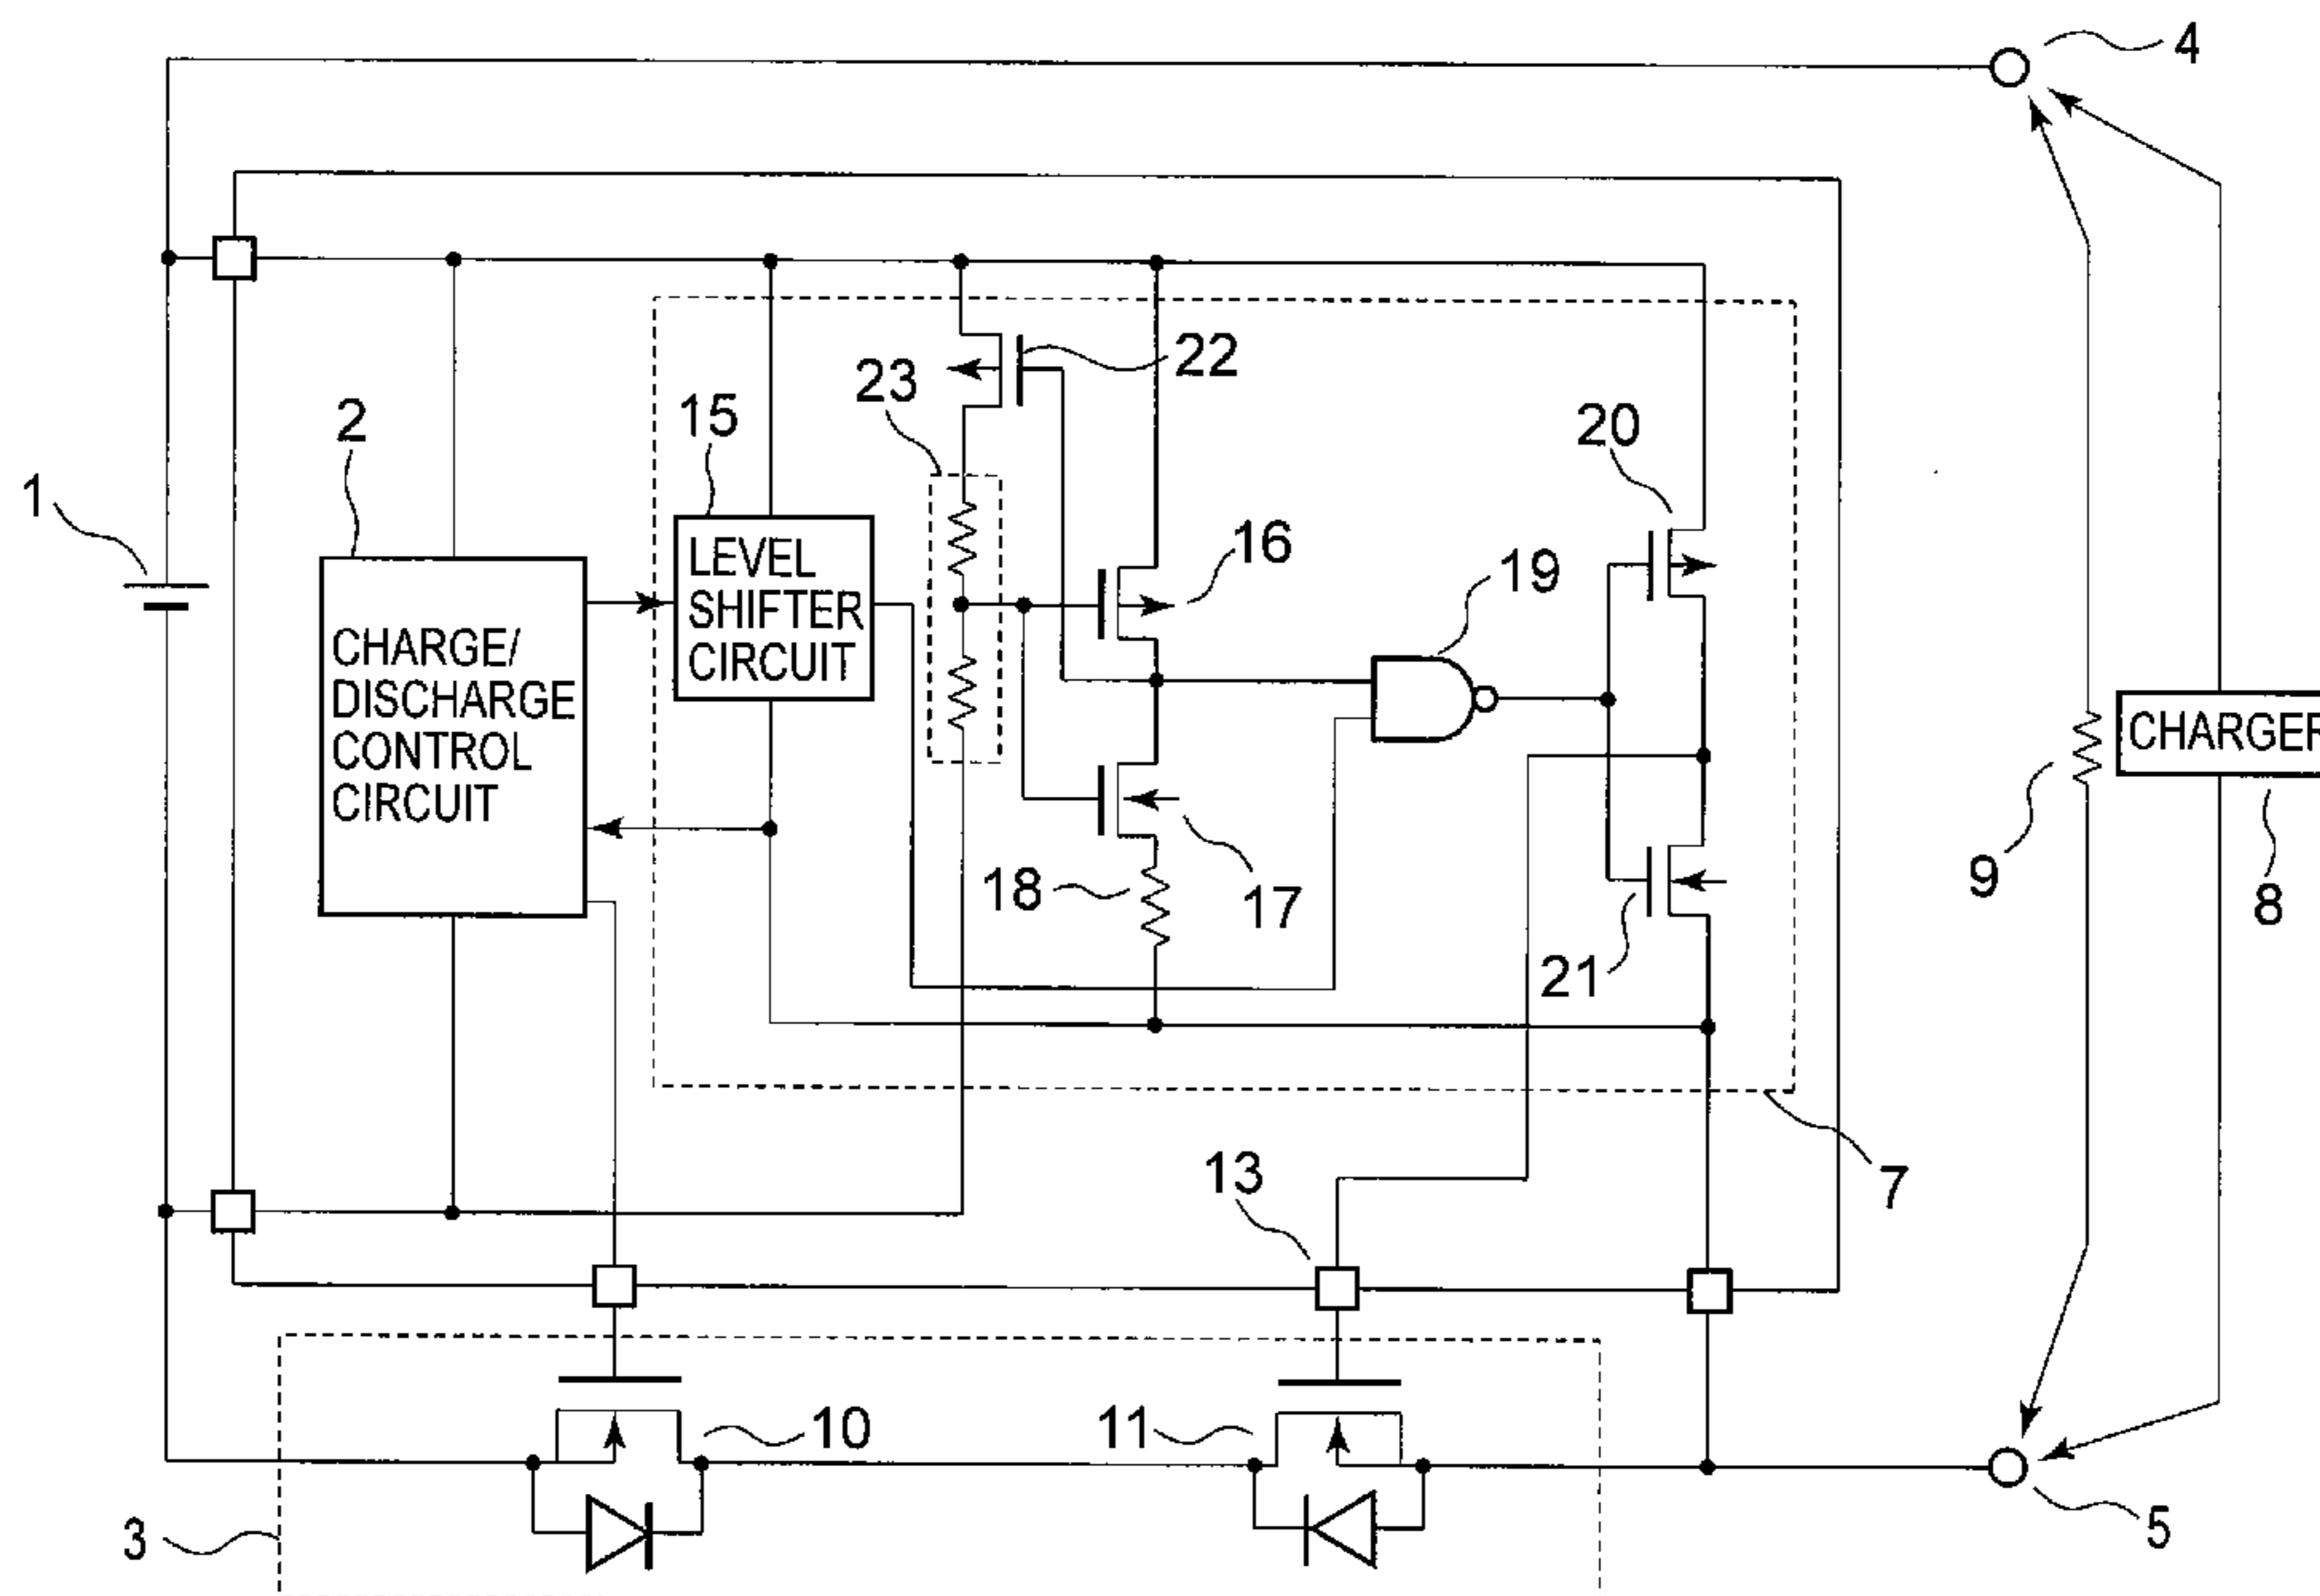 4
22
23
20
2
15
1
LEVEL
SHIFTER
CIRCUIT
16
19
CHARGE/
DISCHARGE
CONTROL
CIRCUIT
CHARGER
9
8
18
17
21
13
7
10
11
3
5